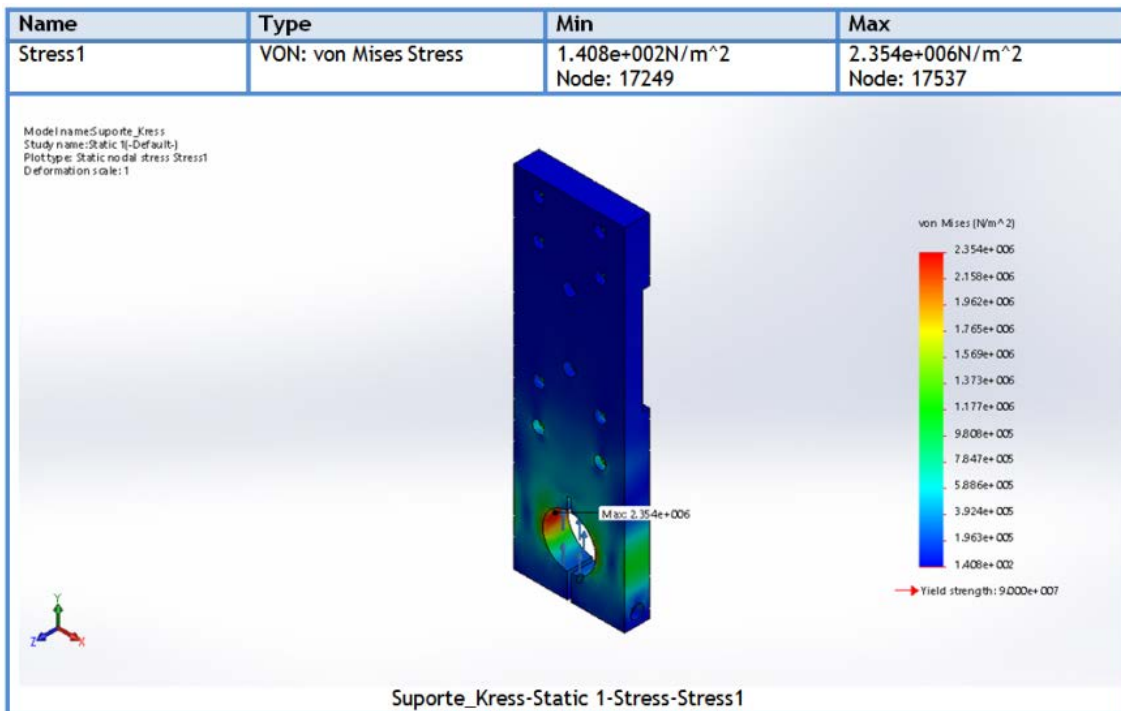 Name Type Min Max
Stress1 VON: von Mises Stress 1.408e+002N/m^2 2.354e+006N/m^2
Node: 17249 Node: 17537
Model name:Suporte_Kress
Study name:Static 1(-Default-)
Plot type: Static nodal stress Stress1
Deformation scale: 1
von Mises (N/m^2)
2.354e+006
2.158e+006
1.962e+006
1.765e+006
1.569e+006
1.373e+006
1.177e+006
9.808e+005
7.847e+005
5.886e+005
3.924e+005
1.963e+005
1.408e+002
Yield strength: 9.000e+007
Max: 2.354e+006
Y
Z
X
Suporte_Kress-Static 1-Stress-Stress1